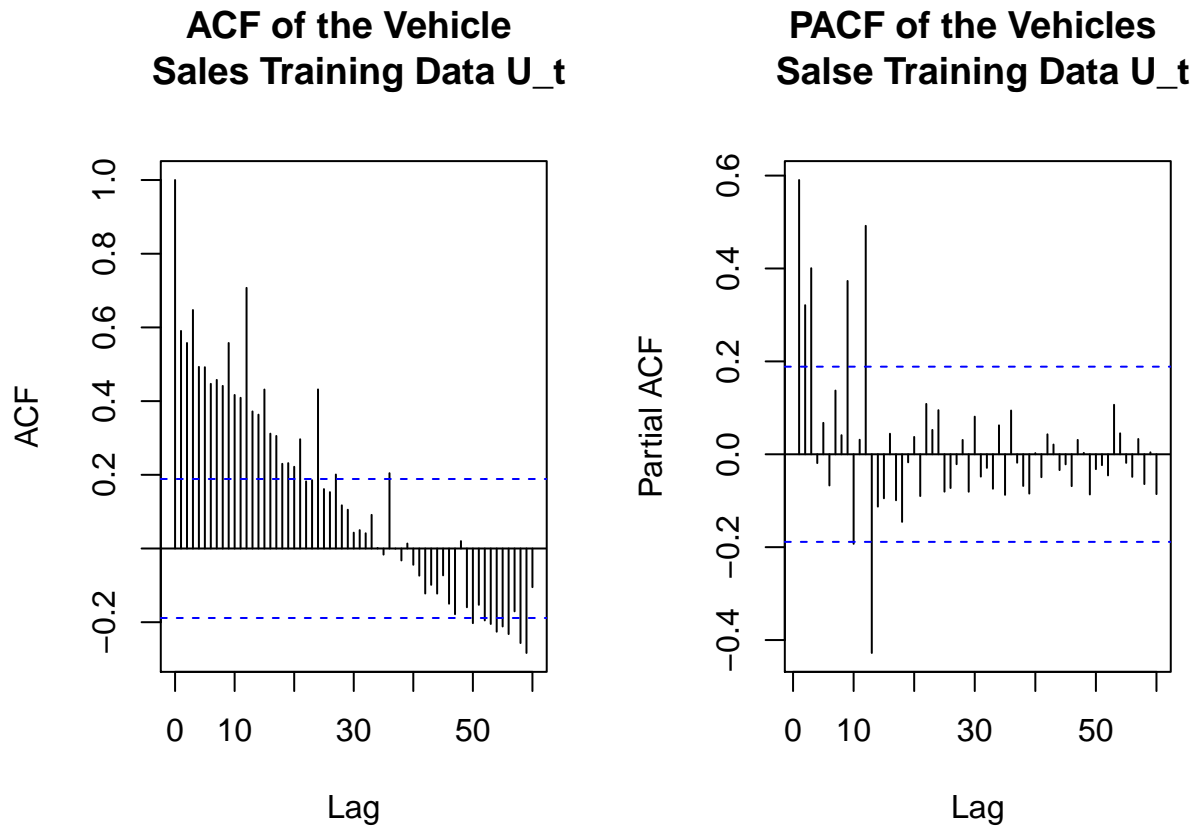 ACF of the Vehicle
Sales Training Data U_t
ACF
1.0
0.8
0.6
0.4
0.2
−0.2
0
10
30
50
Lag
PACF of the Vehicles
Salse Training Data U_t
Partial ACF
0.6
0.4
0.2
0.0
−0.2
−0.4
0
10
30
50
Lag